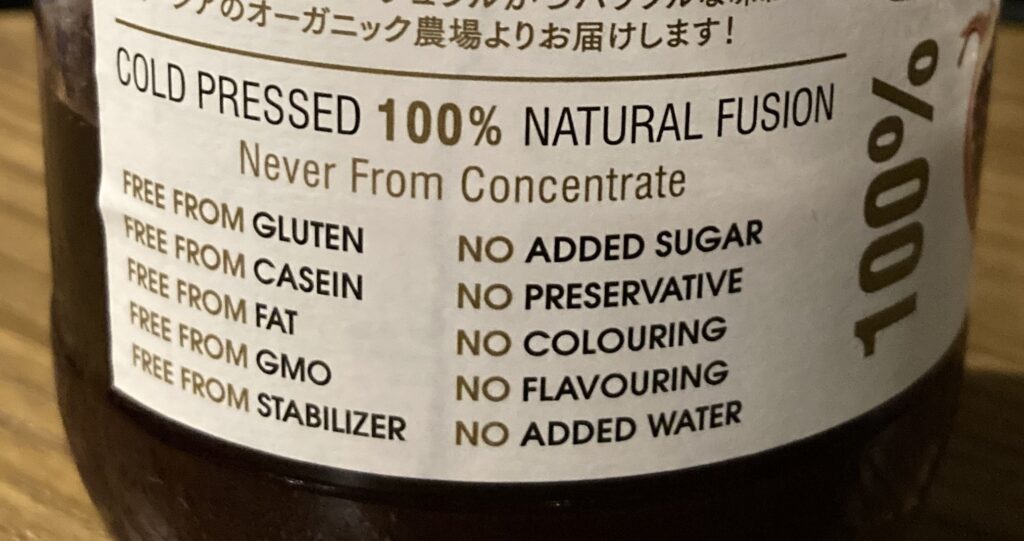 のオーガニック農場よりお届けします!
COLD PRESSED 100% NATURAL FUSION
Never From Concentrate
FREE FROM GLUTEN
FREE FROM CASEIN
FREE FROM FAT
FREE FROM GMO
FREE FROM STABILIZER
NO ADDED SUGAR
NO PRESERVATIVE
NO COLOURING
NO FLAVOURING
NO ADDED WATER
100%